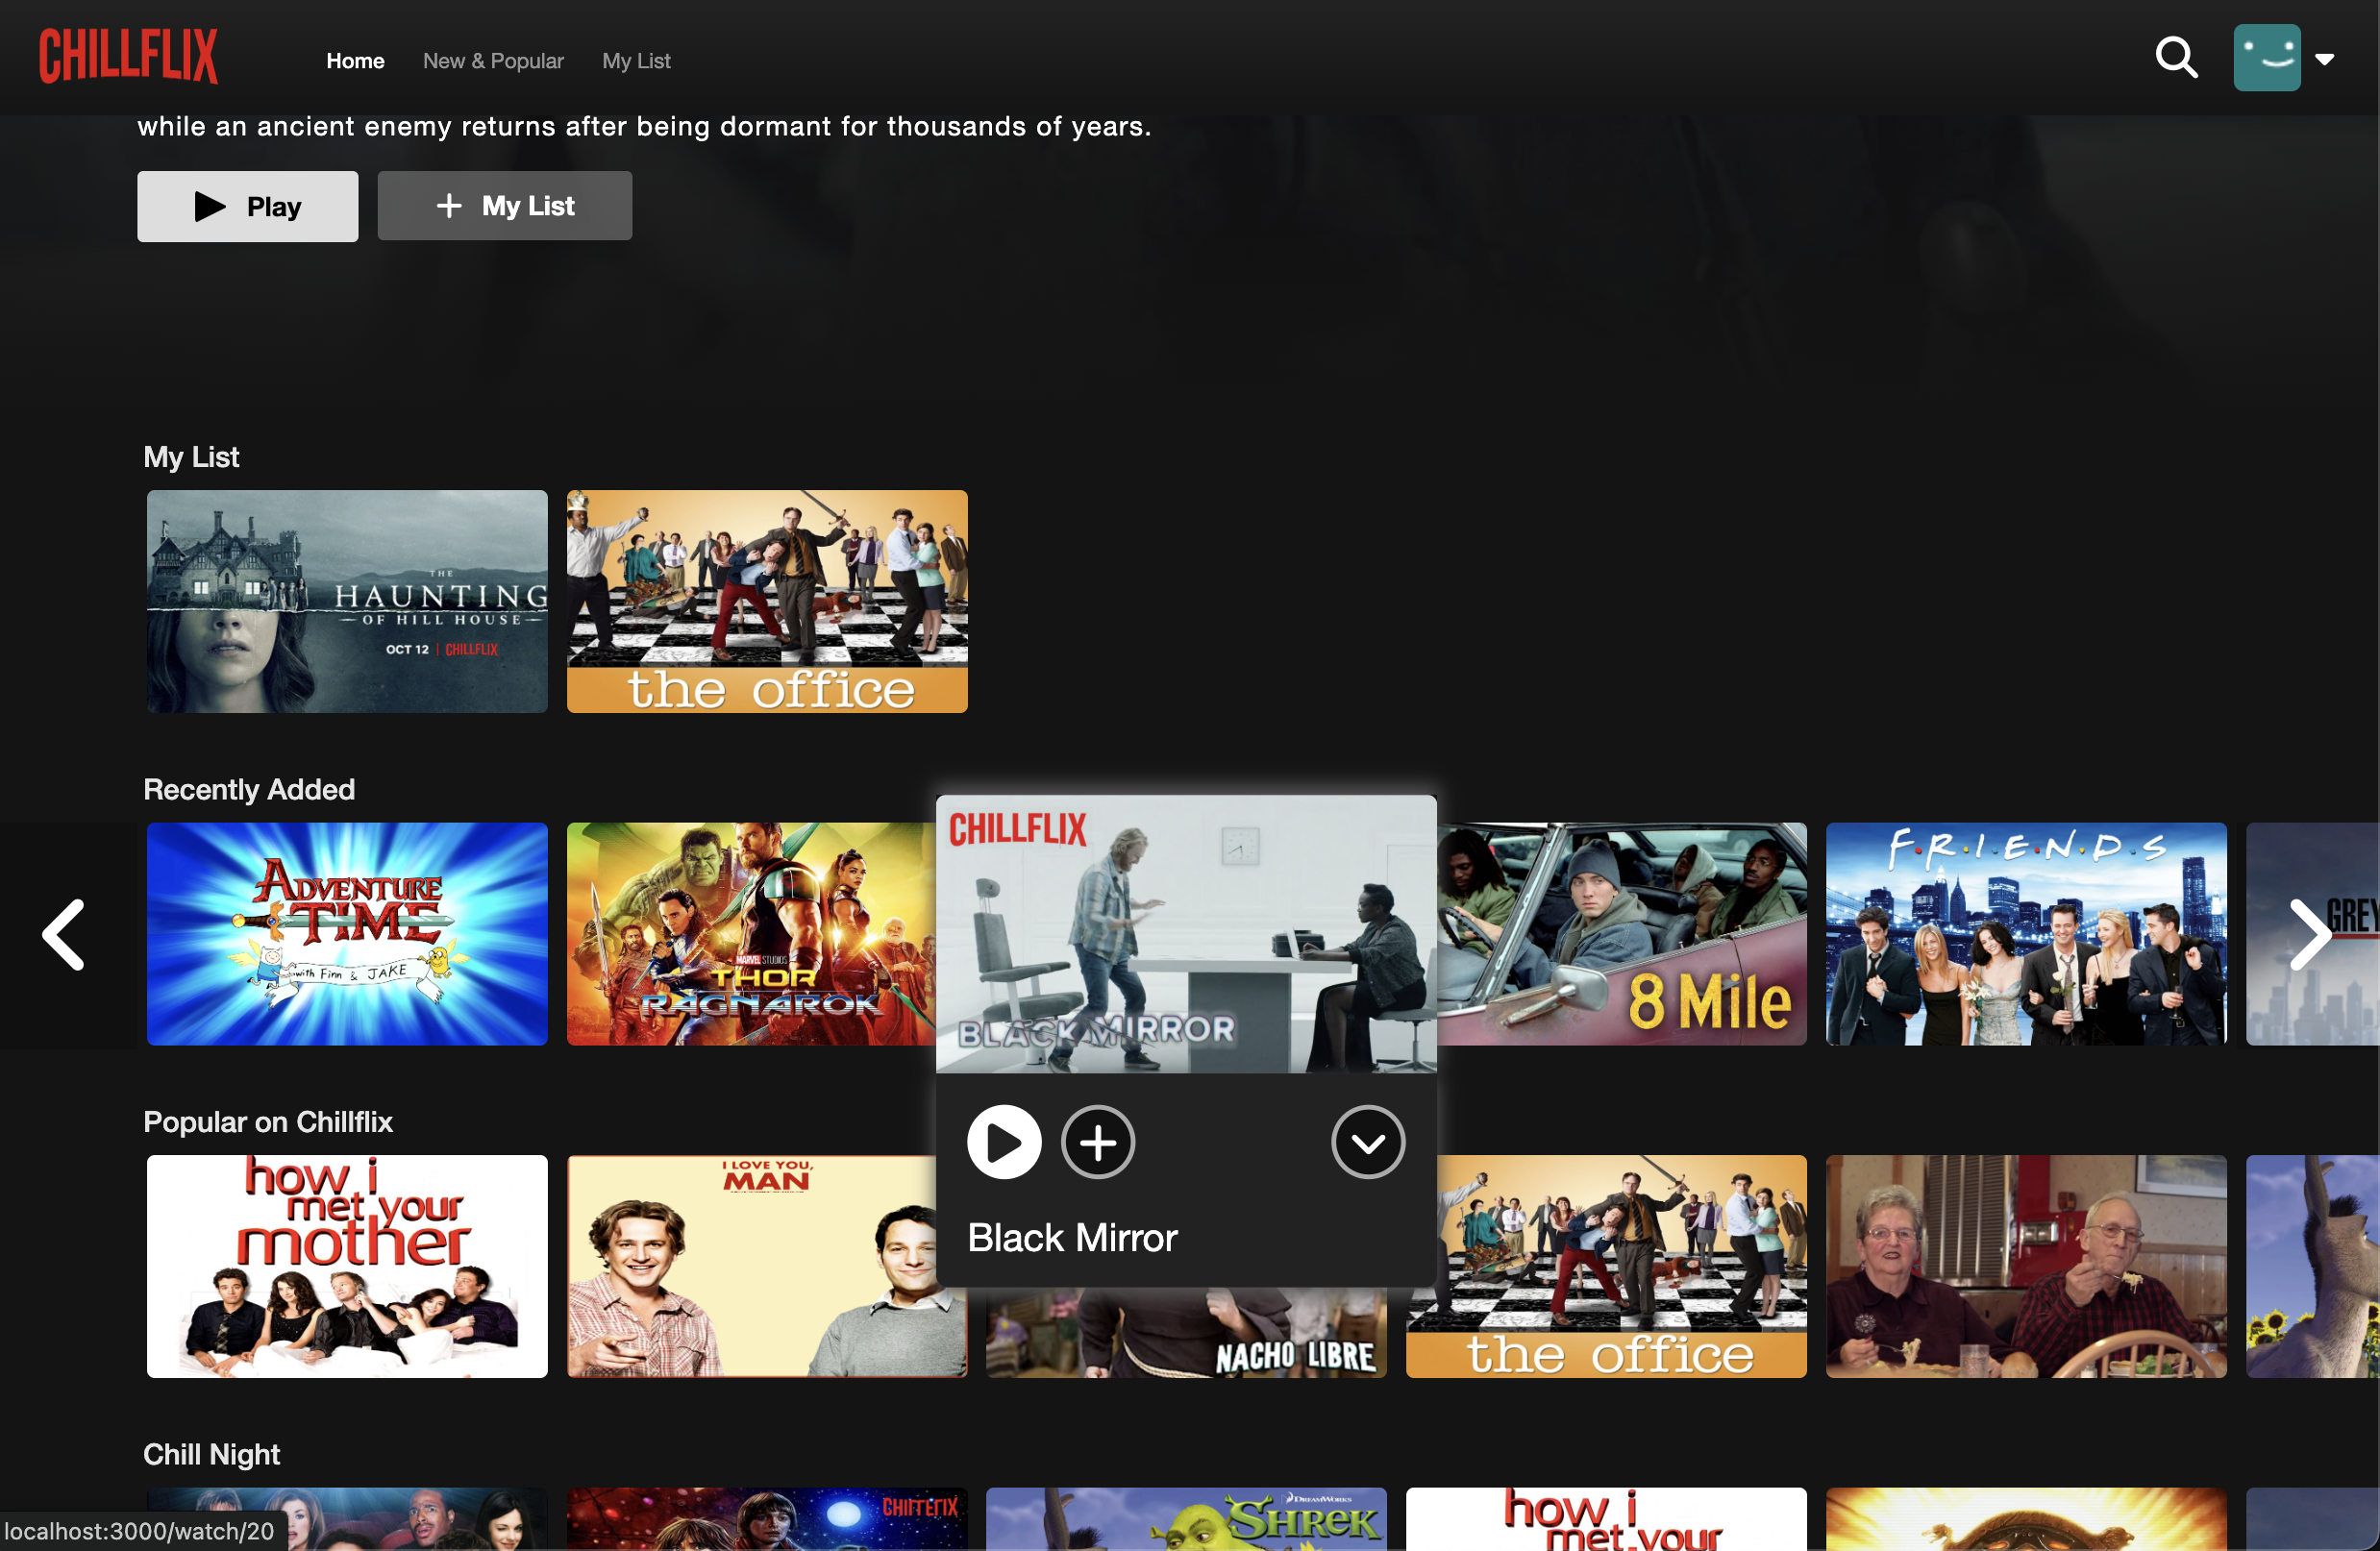 CHILLFLIX
Home
New & Popular
My List
while an ancient enemy returns after being dormant for thousands of years.
Play
+ My List
My List
THE
HAUNTING
OF HILL HOUSE
OCT 12 | CHILLFLIX
the office
Recently Added
ADVENTURE
TIME
with Finn & JAKE
MARVEL STUDIOS
THOR
RAGNAROK
CHILLFLIX
BLACK MIRROR
8 Mile
F·R·I·E·N·D·S
GREY
Black Mirror
Popular on Chillflix
how i
met your
mother
I LOVE YOU,
MAN
NACHO LIBRE
the office
Chill Night
DREAMWORKS
SHREK
how i
met your
localhost:3000/watch/20